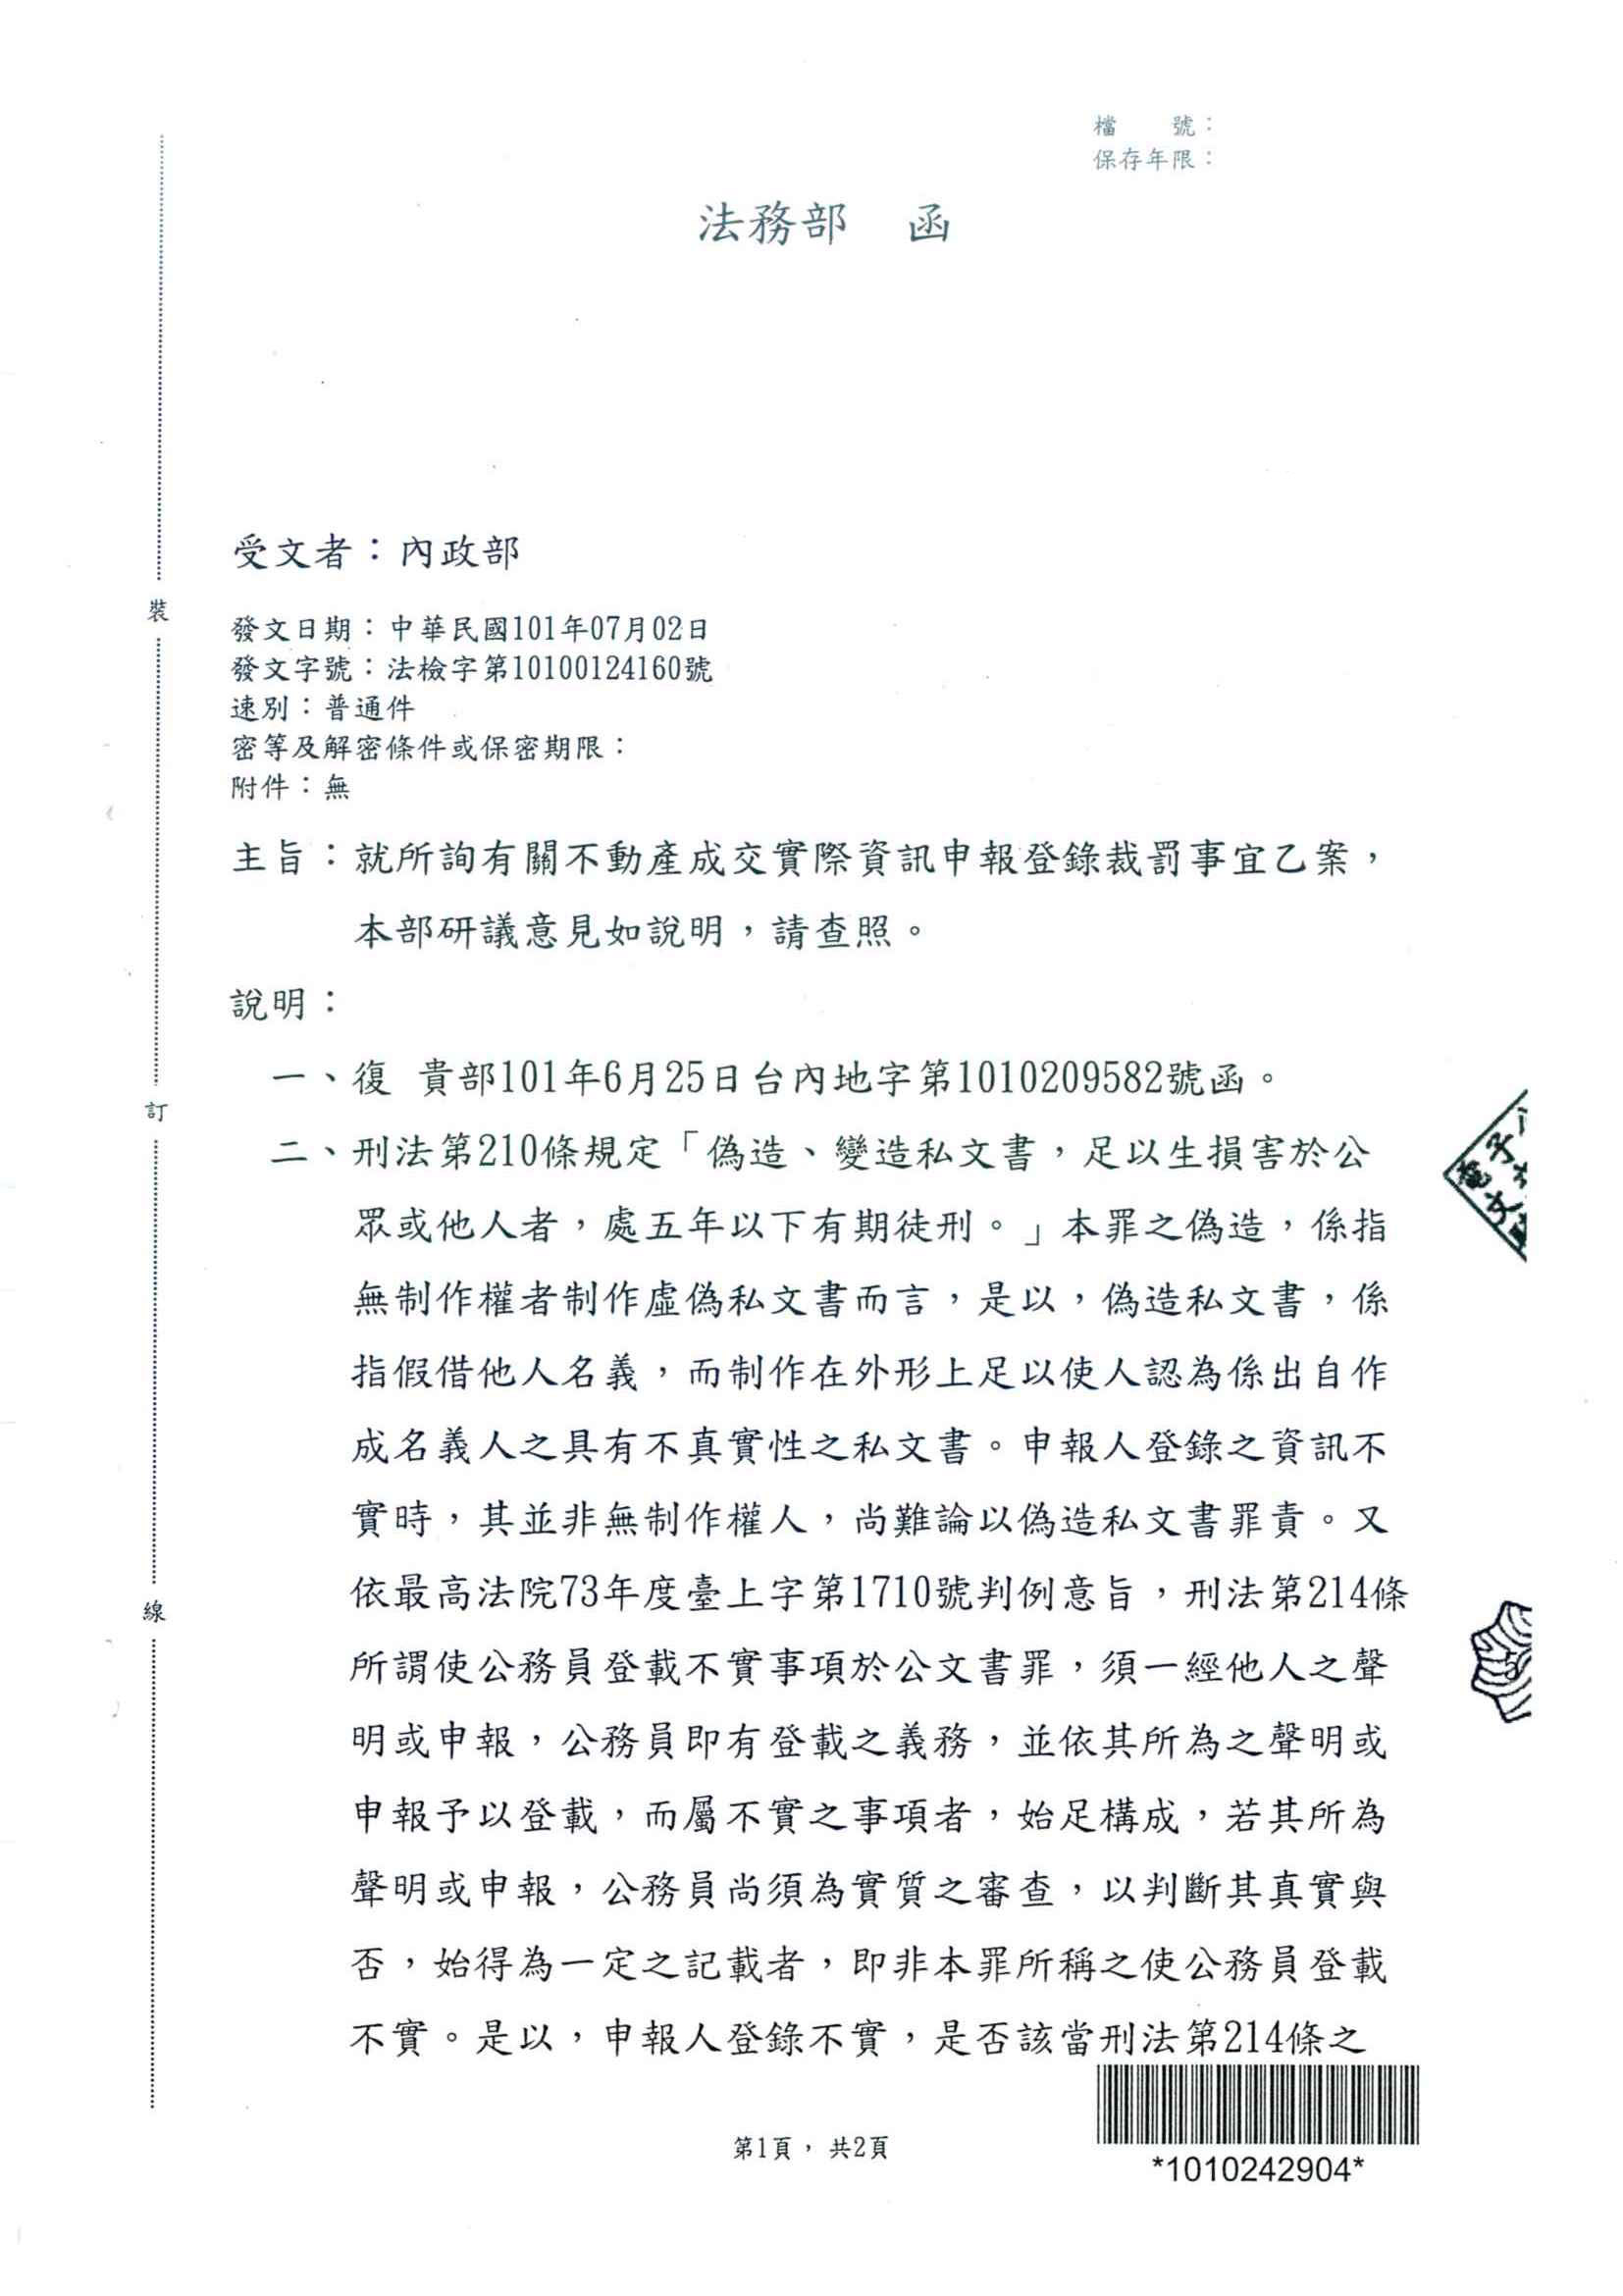 檔　　號：
保存年限：
法務部　函
受文者：內政部
發文日期：中華民國101年07月02日
發文字號：法檢字第10100124160號
速別：普通件
密等及解密條件或保密期限：
附件：無
主旨：就所詢有關不動產成交實際資訊申報登錄裁罰事宜乙案，
本部研議意見如說明，請查照。
說明：
一、復　貴部101年6月25日台內地字第1010209582號函。
二、刑法第210條規定「偽造、變造私文書，足以生損害於公
眾或他人者，處五年以下有期徒刑。」本罪之偽造，係指
無制作權者制作虛偽私文書而言，是以，偽造私文書，係
指假借他人名義，而制作在外形上足以使人認為係出自作
成名義人之具有不真實性之私文書。申報人登錄之資訊不
實時，其並非無制作權人，尚難論以偽造私文書罪責。又
依最高法院73年度臺上字第1710號判例意旨，刑法第214條
所謂使公務員登載不實事項於公文書罪，須一經他人之聲
明或申報，公務員即有登載之義務，並依其所為之聲明或
申報予以登載，而屬不實之事項者，始足構成，若其所為
聲明或申報，公務員尚須為實質之審查，以判斷其真實與
否，始得為一定之記載者，即非本罪所稱之使公務員登載
不實。是以，申報人登錄不實，是否該當刑法第214條之
裝
訂
線
子
電
文
第1頁，共2頁
*1010242904*